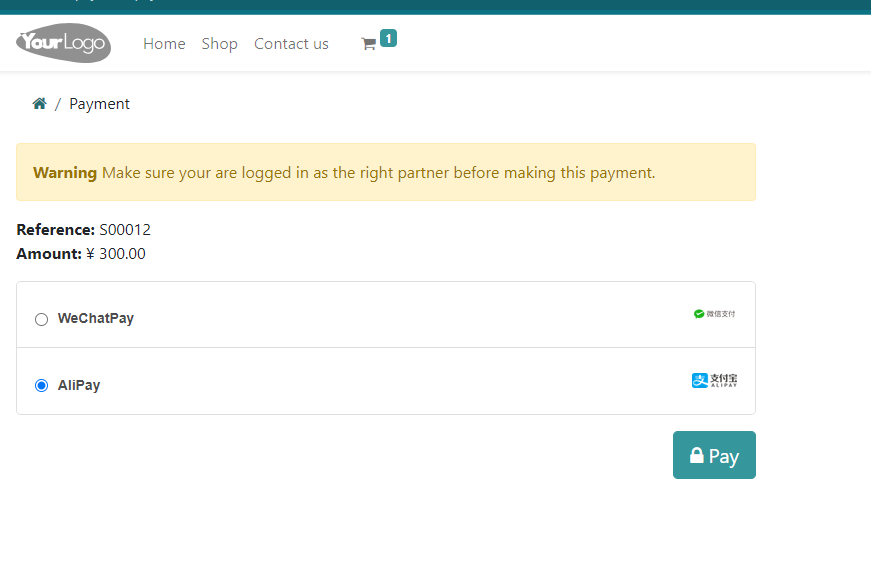 YourLogo Home Shop Contact us 1
/ Payment
Warning Make sure your are logged in as the right partner before making this payment.
Reference: S00012
Amount: ¥ 300.00
WeChatPay 微信支付
AliPay 支付宝
ALIPAY
Pay